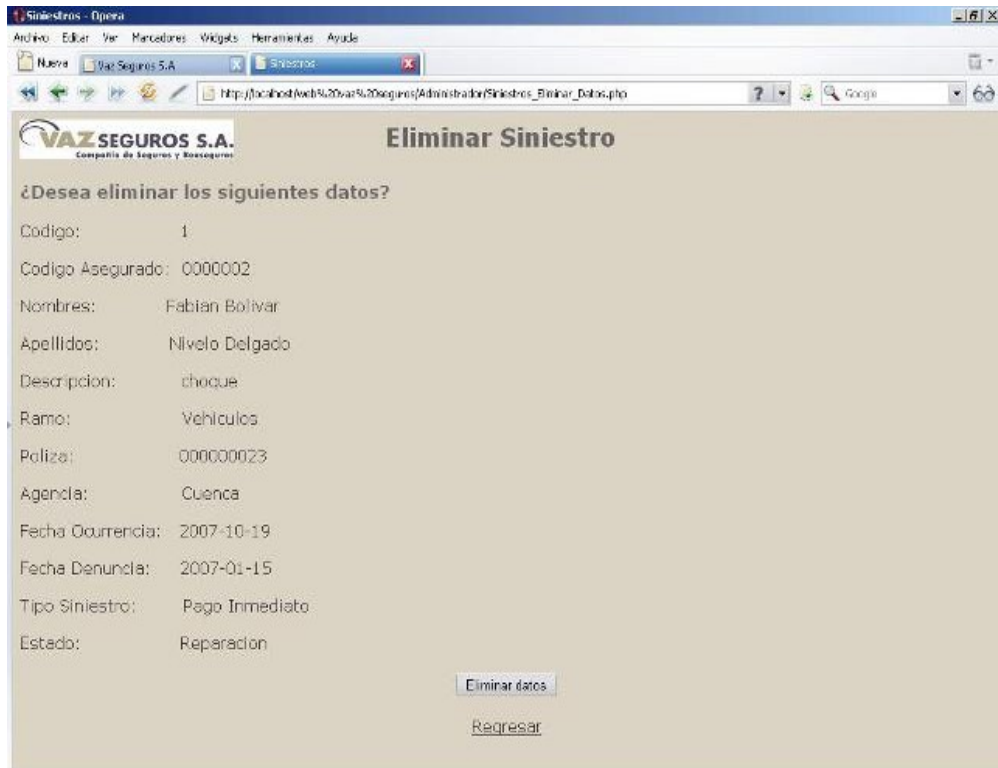 Siniestros - Opera
Archivo Editar Ver Marcadores Widgets Herramientas Ayuda
Nueva Vaz Seguros S.A Siniestros
http://localhost/web%20vaz%20seguros/Administrador/Siniestros_Eliminar_Datos.php ? Google
VAZ SEGUROS S.A. Eliminar Siniestro
Compañía de Seguros y Reaseguros
¿Desea eliminar los siguientes datos?
Codigo: 1
Codigo Asegurado: 0000002
Nombres: Fabian Bolivar
Apellidos: Nivelo Delgado
Descripcion: choque
Ramo: Vehiculos
Poliza: 000000023
Agencia: Cuenca
Fecha Ocurrencia: 2007-10-19
Fecha Denuncia: 2007-01-15
Tipo Siniestro: Pago Inmediato
Estado: Reparacion
Eliminar datos
Regresar